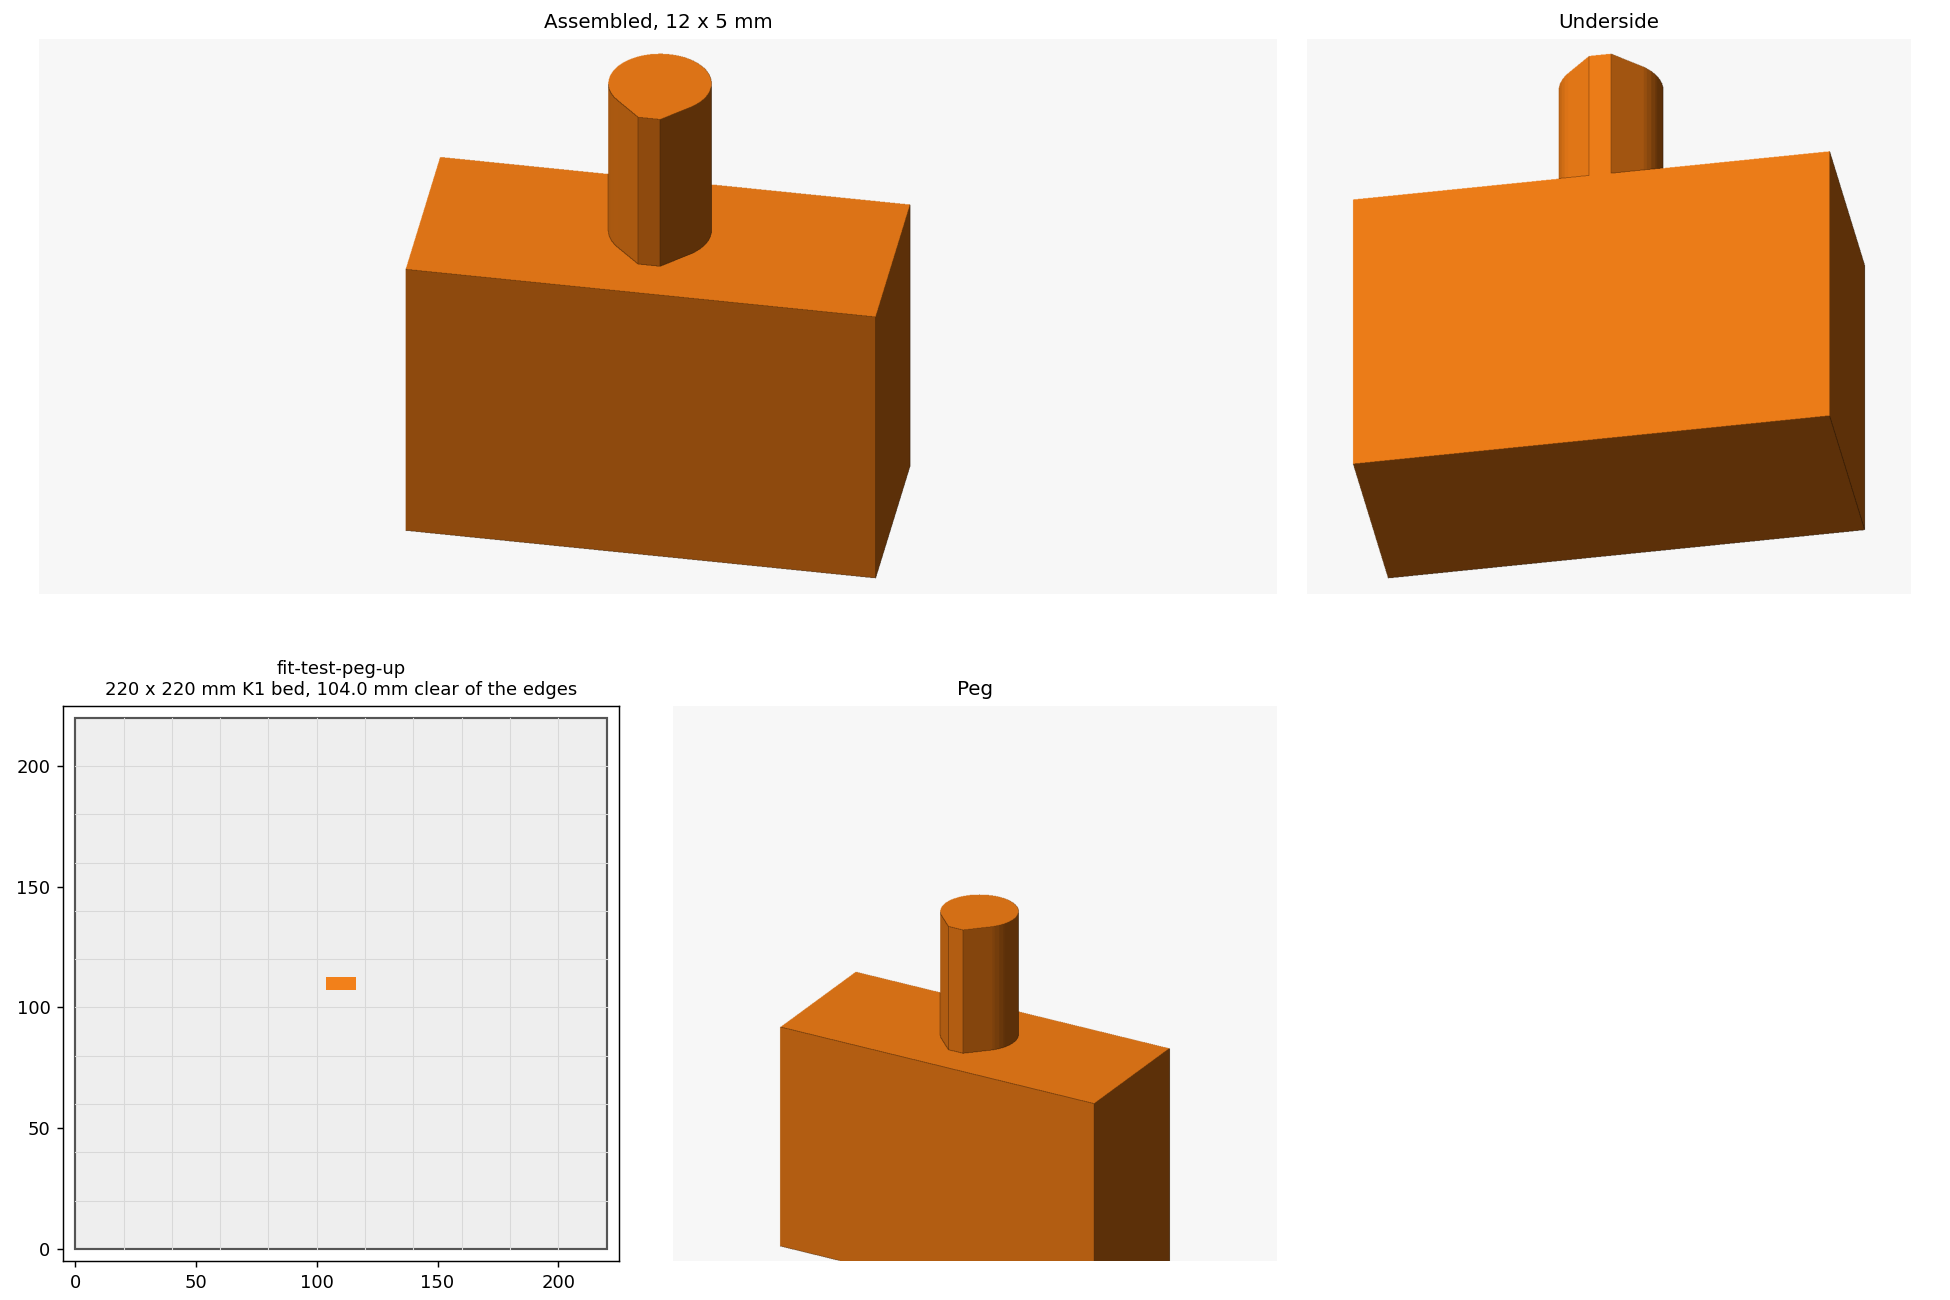 Assembled, 12 x 5 mm
Underside
fit-test-peg-up
220 x 220 mm K1 bed, 104.0 mm clear of the edges
Peg
200
150
100
50
0
0 50 100 150 200